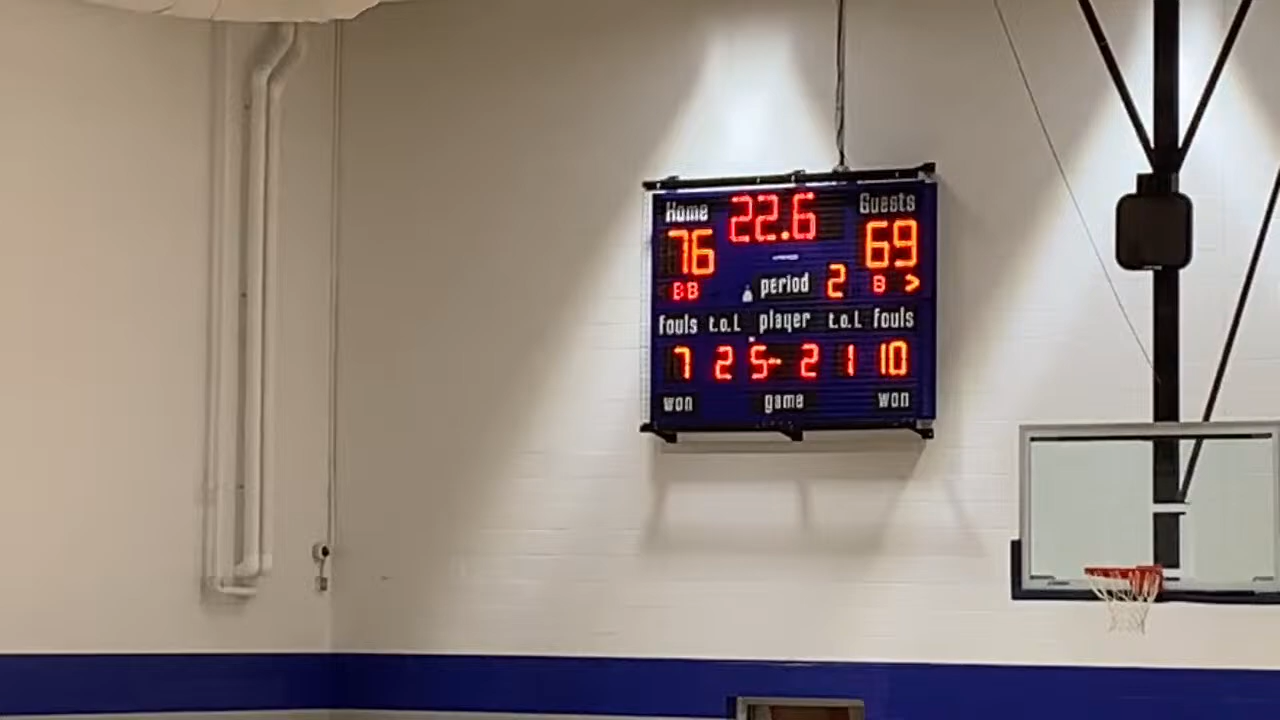 Home 22.6 Guests
76 69
BB period 2 B >
fouls t.o.l player t.o.l fouls
7 2 5 2 1 10
won game won